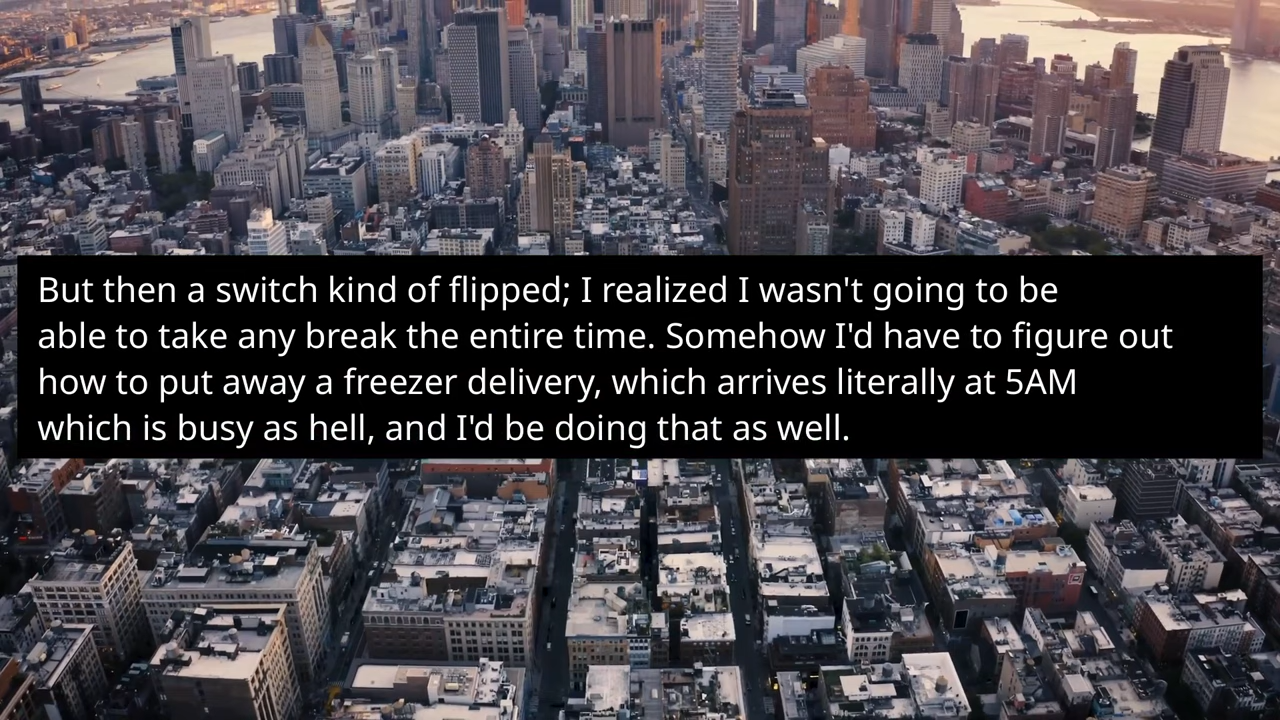 But then a switch kind of flipped; I realized I wasn't going to be
able to take any break the entire time. Somehow I'd have to figure out
how to put away a freezer delivery, which arrives literally at 5AM
which is busy as hell, and I'd be doing that as well.